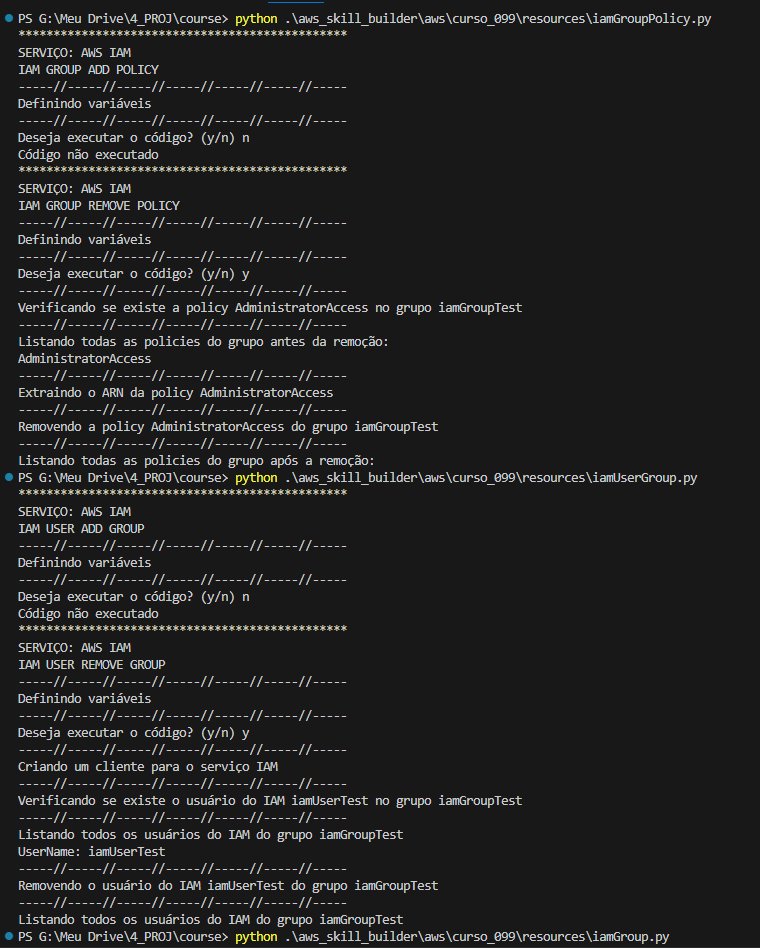 PS G:\Meu Drive\4_PROJ\course> python .\aws_skill_builder\aws\curso_099\resources\iamGroupPolicy.py
***********************************************
SERVIÇO: AWS IAM
IAM GROUP ADD POLICY
-----//-----//-----//-----//-----//-----//-----
Definindo variáveis
-----//-----//-----//-----//-----//-----//-----
Deseja executar o código? (y/n) n
Código não executado
***********************************************
SERVIÇO: AWS IAM
IAM GROUP REMOVE POLICY
-----//-----//-----//-----//-----//-----//-----
Definindo variáveis
-----//-----//-----//-----//-----//-----//-----
Deseja executar o código? (y/n) y
-----//-----//-----//-----//-----//-----//-----
Verificando se existe a policy AdministratorAccess no grupo iamGroupTest
-----//-----//-----//-----//-----//-----//-----
Listando todas as policies do grupo antes da remoção:
AdministratorAccess
-----//-----//-----//-----//-----//-----//-----
Extraindo o ARN da policy AdministratorAccess
-----//-----//-----//-----//-----//-----//-----
Removendo a policy AdministratorAccess do grupo iamGroupTest
-----//-----//-----//-----//-----//-----//-----
Listando todas as policies do grupo após a remoção:
PS G:\Meu Drive\4_PROJ\course> python .\aws_skill_builder\aws\curso_099\resources\iamUserGroup.py
***********************************************
SERVIÇO: AWS IAM
IAM USER ADD GROUP
-----//-----//-----//-----//-----//-----//-----
Definindo variáveis
-----//-----//-----//-----//-----//-----//-----
Deseja executar o código? (y/n) n
Código não executado
***********************************************
SERVIÇO: AWS IAM
IAM USER REMOVE GROUP
-----//-----//-----//-----//-----//-----//-----
Definindo variáveis
-----//-----//-----//-----//-----//-----//-----
Deseja executar o código? (y/n) y
-----//-----//-----//-----//-----//-----//-----
Criando um cliente para o serviço IAM
-----//-----//-----//-----//-----//-----//-----
Verificando se existe o usuário do IAM iamUserTest no grupo iamGroupTest
-----//-----//-----//-----//-----//-----//-----
Listando todos os usuários do IAM do grupo iamGroupTest
UserName: iamUserTest
-----//-----//-----//-----//-----//-----//-----
Removendo o usuário do IAM iamUserTest do grupo iamGroupTest
-----//-----//-----//-----//-----//-----//-----
Listando todos os usuários do IAM do grupo iamGroupTest
PS G:\Meu Drive\4_PROJ\course> python .\aws_skill_builder\aws\curso_099\resources\iamGroup.py